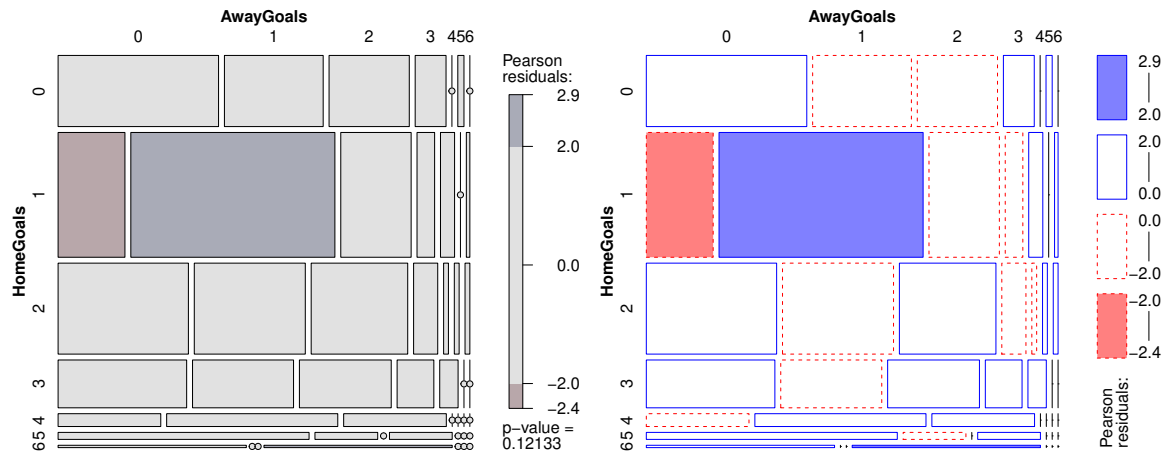 AwayGoals
0 1 2 3 456
HomeGoals
0
1
2
3
4
65
Pearson
residuals:
2.9
2.0
0.0
−2.0
−2.4
p−value =
0.12133
AwayGoals
0 1 2 3 456
HomeGoals
0
1
2
3
4
65
2.9
2.0
2.0
0.0
0.0
−2.0
−2.0
−2.4
Pearson
residuals: